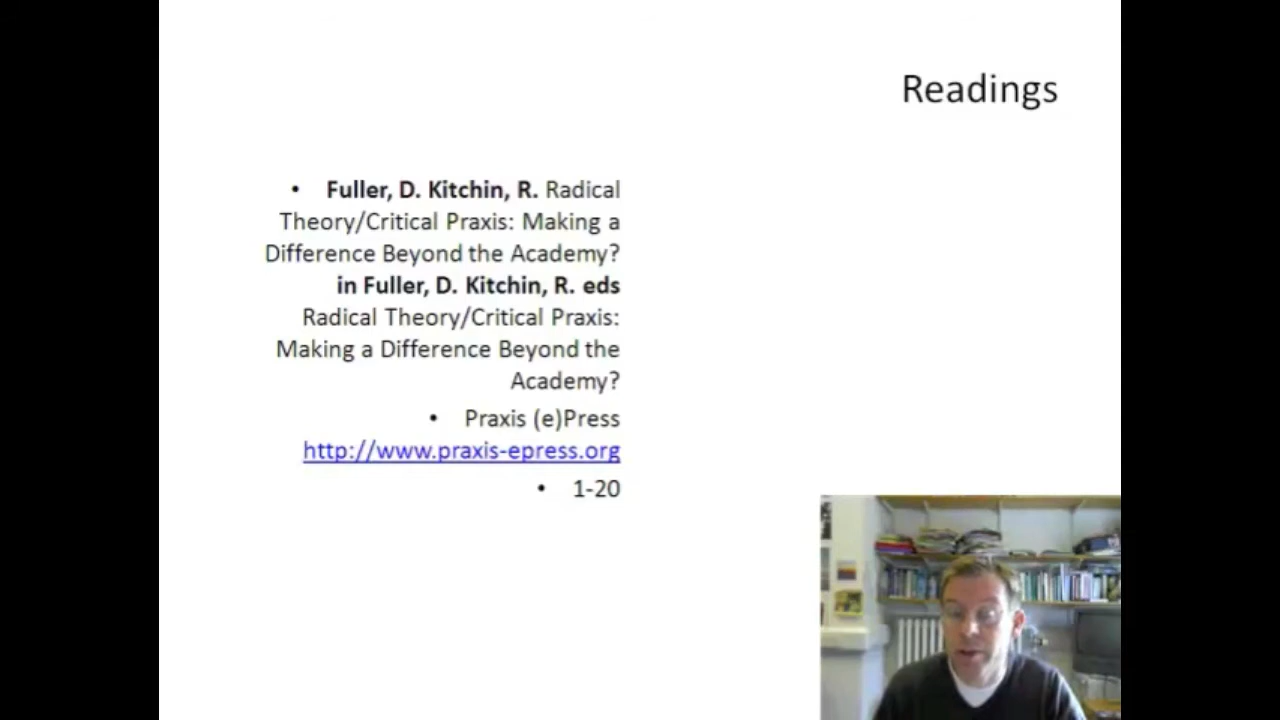 Readings
• Fuller, D. Kitchin, R. Radical
Theory/Critical Praxis: Making a
Difference Beyond the Academy?
in Fuller, D. Kitchin, R. eds
Radical Theory/Critical Praxis:
Making a Difference Beyond the
Academy?
• Praxis (e)Press
http://www.praxis-epress.org
• 1-20